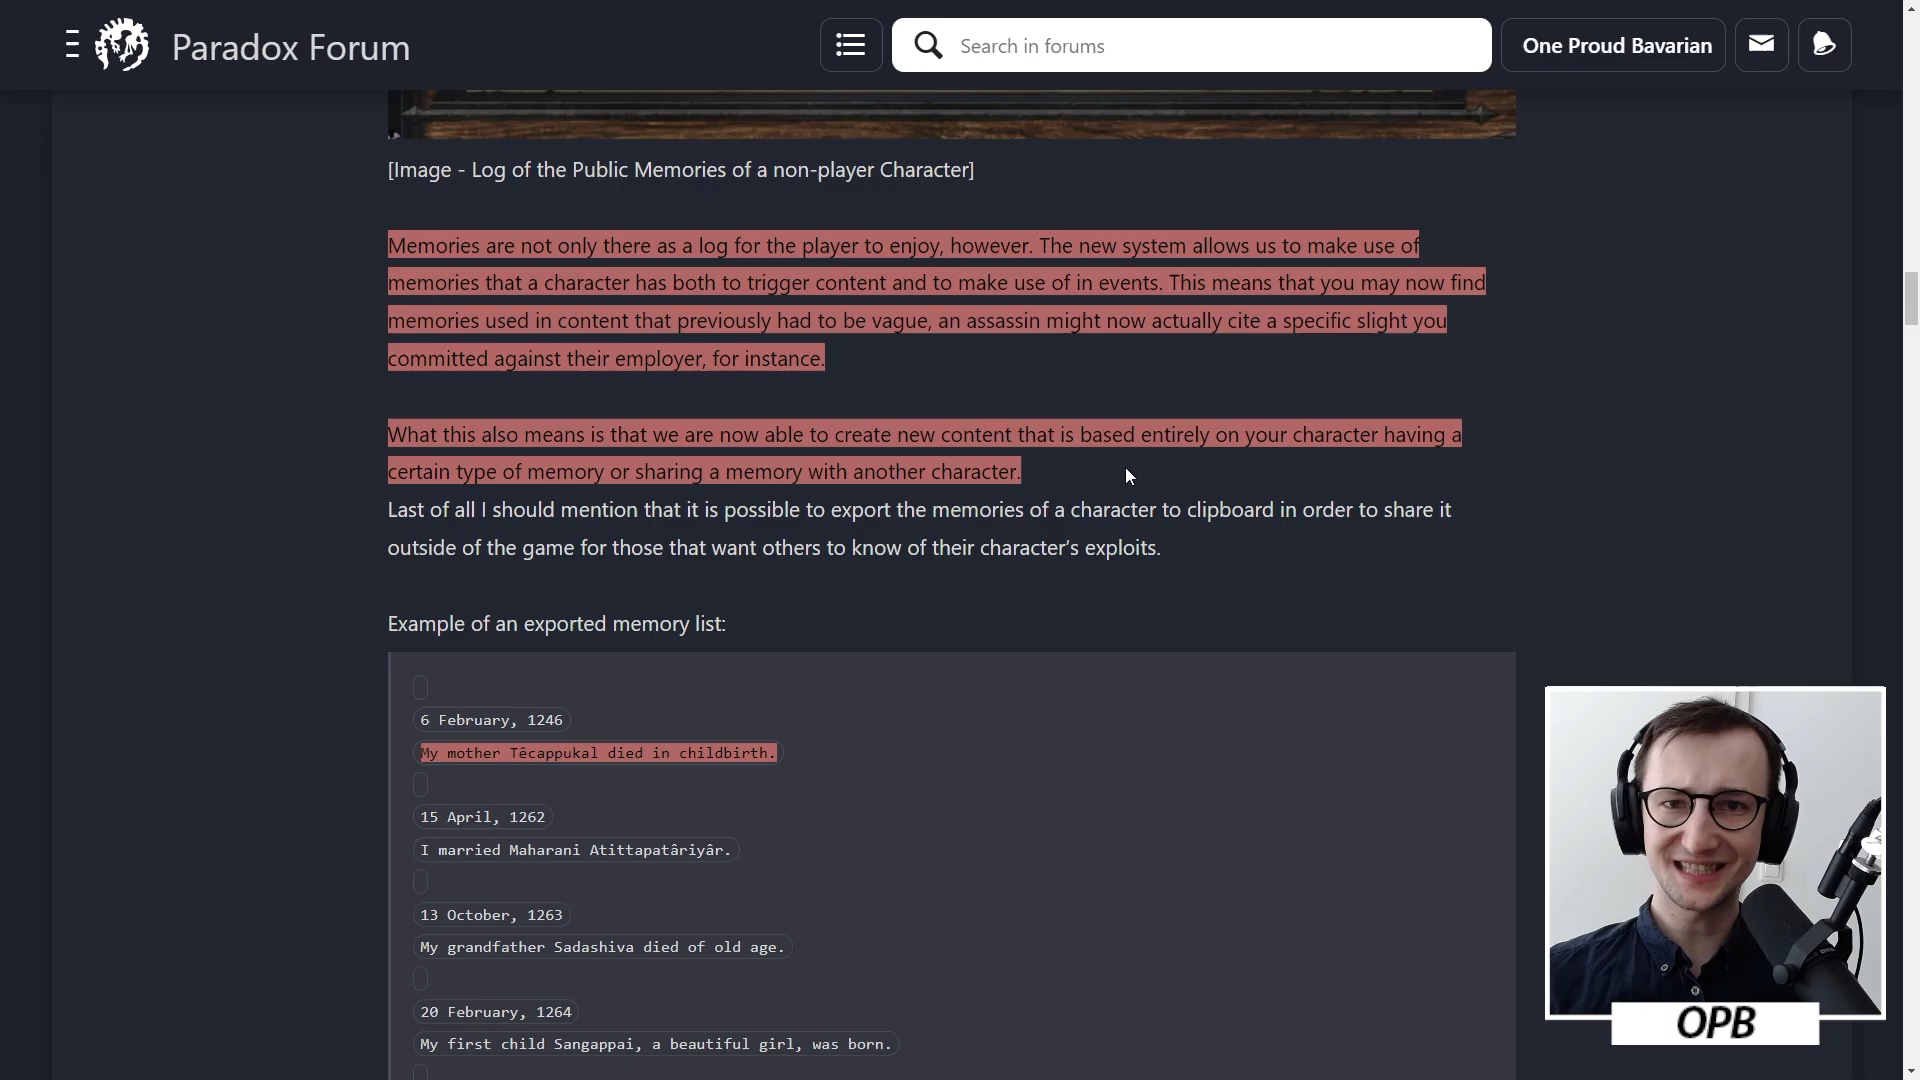 Paradox Forum
Search in forums
One Proud Bavarian
[Image - Log of the Public Memories of a non-player Character]
Memories are not only there as a log for the player to enjoy, however. The new system allows us to make use of
memories that a character has both to trigger content and to make use of in events. This means that you may now find
memories used in content that previously had to be vague, an assassin might now actually cite a specific slight you
committed against their employer, for instance.
What this also means is that we are now able to create new content that is based entirely on your character having a
certain type of memory or sharing a memory with another character.
Last of all I should mention that it is possible to export the memories of a character to clipboard in order to share it
outside of the game for those that want others to know of their character’s exploits.
Example of an exported memory list:
6 February, 1246
My mother Têcappukal died in childbirth.
15 April, 1262
I married Maharani Atittapatâriyâr.
13 October, 1263
My grandfather Sadashiva died of old age.
20 February, 1264
My first child Sangappai, a beautiful girl, was born.
OPB